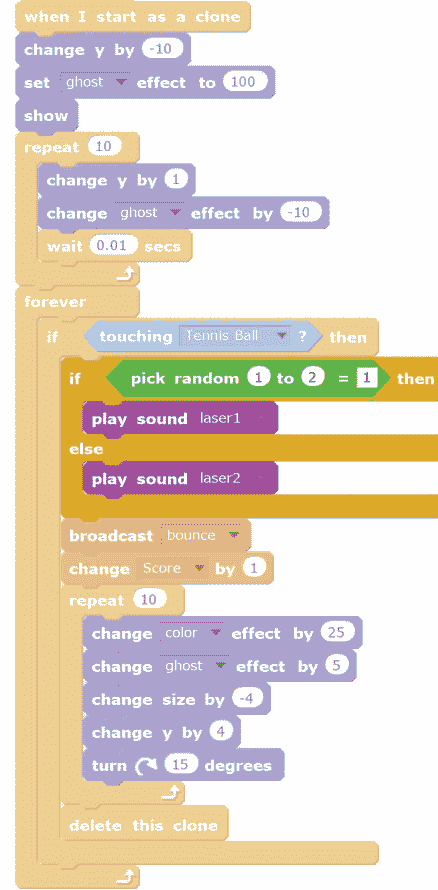 when I start as a clone
change y by -10
set ghost effect to 100
show
repeat 10
change y by 1
change ghost effect by -10
wait 0.01 secs
forever
if touching Tennis Ball ? then
if pick random 1 to 2 = 1 then
play sound laser1
else
play sound laser2
broadcast bounce
change Score by 1
repeat 10
change color effect by 25
change ghost effect by 5
change size by -4
change y by 4
turn 15 degrees
delete this clone